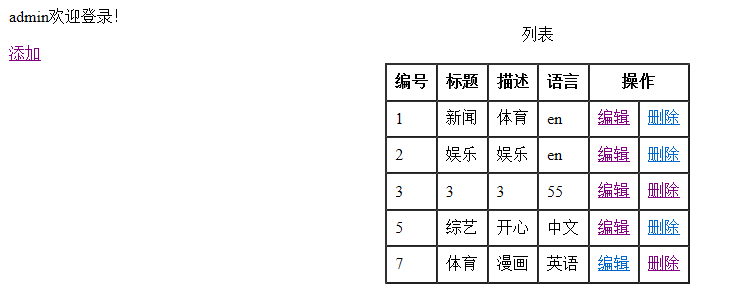 admin欢迎登录!
添加
列表
编号 标题 描述 语言 操作
1 新闻 体育 en 编辑 删除
2 娱乐 娱乐 en 编辑 删除
3 3 3 55 编辑 删除
5 综艺 开心 中文 编辑 删除
7 体育 漫画 英语 编辑 删除